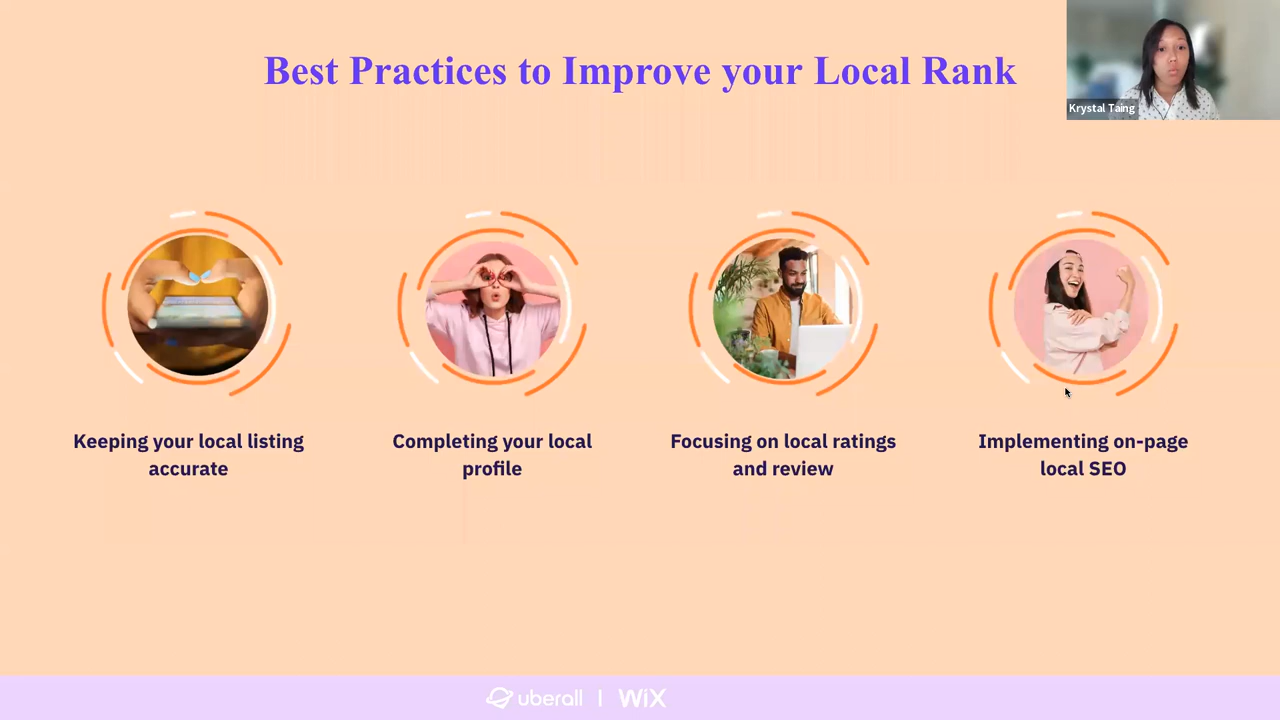 Best Practices to Improve your Local Rank
Krystal Taing
Keeping your local listing
accurate
Completing your local
profile
Focusing on local ratings
and review
Implementing on-page
local SEO
uberall | WiX